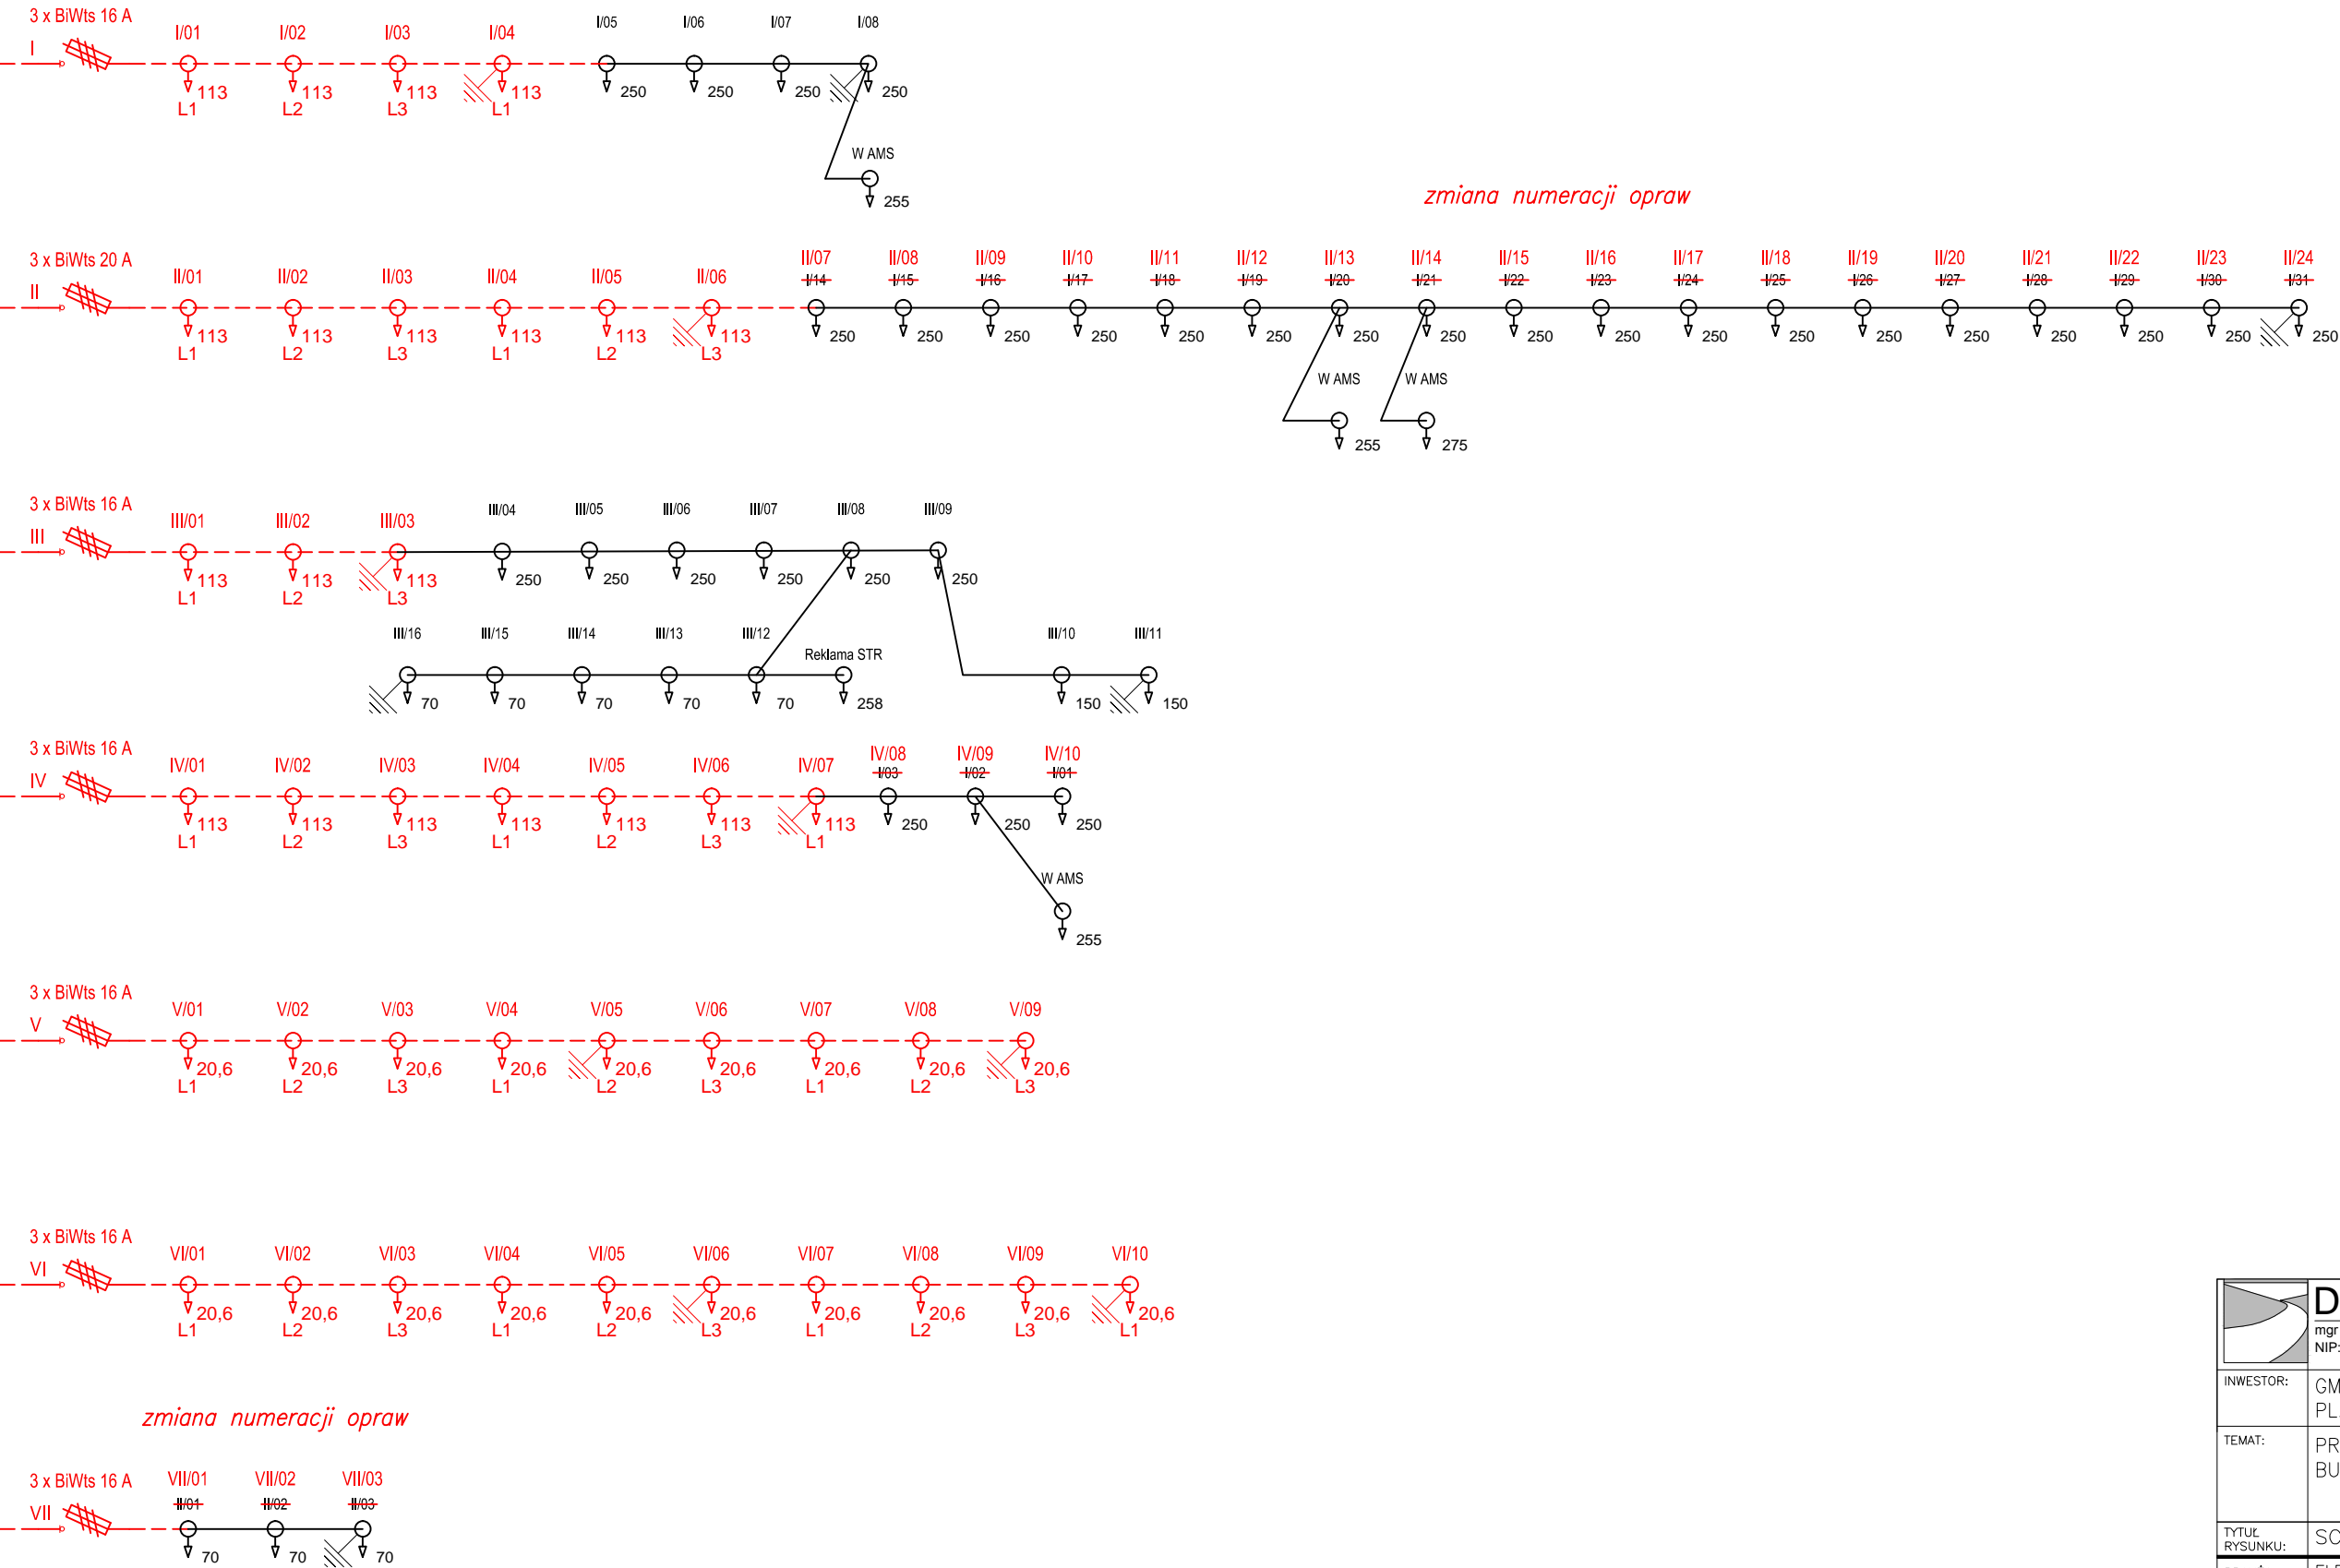 3 x BiWts 16 A
I
I/01 I/02 I/03 I/04 I/05 I/06 I/07 I/08
113 113 113 113 250 250 250 250
L1 L2 L3 L1
W AMS
255
zmiana numeracji opraw
3 x BiWts 20 A
II
II/01 II/02 II/03 II/04 II/05 II/06 II/07 II/08 II/09 II/10 II/11 II/12 II/13 II/14 II/15 II/16 II/17 II/18 II/19 II/20 II/21 II/22 II/23 II/24
I/14 I/15 I/16 I/17 I/18 I/19 I/20 I/21 I/22 I/23 I/24 I/25 I/26 I/27 I/28 I/29 I/30 I/31
113 113 113 113 113 113 250 250 250 250 250 250 250 250 250 250 250 250 250 250 250 250 250 250
L1 L2 L3 L1 L2 L3
W AMS W AMS
255 275
3 x BiWts 16 A
III
III/01 III/02 III/03 III/04 III/05 III/06 III/07 III/08 III/09
113 113 113 250 250 250 250 250 250
L1 L2 L3
III/16 III/15 III/14 III/13 III/12 Reklama STR III/10 III/11
70 70 70 70 70 258 150 150
3 x BiWts 16 A
IV
IV/01 IV/02 IV/03 IV/04 IV/05 IV/06 IV/07 IV/08 IV/09 IV/10
I/03 I/02 I/01
113 113 113 113 113 113 113 250 250 250
L1 L2 L3 L1 L2 L3 L1
W AMS
255
3 x BiWts 16 A
V
V/01 V/02 V/03 V/04 V/05 V/06 V/07 V/08 V/09
20,6 20,6 20,6 20,6 20,6 20,6 20,6 20,6 20,6
L1 L2 L3 L1 L2 L3 L1 L2 L3
3 x BiWts 16 A
VI
VI/01 VI/02 VI/03 VI/04 VI/05 VI/06 VI/07 VI/08 VI/09 VI/10
20,6 20,6 20,6 20,6 20,6 20,6 20,6 20,6 20,6 20,6
L1 L2 L3 L1 L2 L3 L1 L2 L3 L1
zmiana numeracji opraw
3 x BiWts 16 A
VII
VII/01 VII/02 VII/03
II/01 II/02 II/03
70 70 70
D
mgr
NIP:
INWESTOR: GM
PL.
TEMAT: PR
BU
TYTUŁ
RYSUNKU: